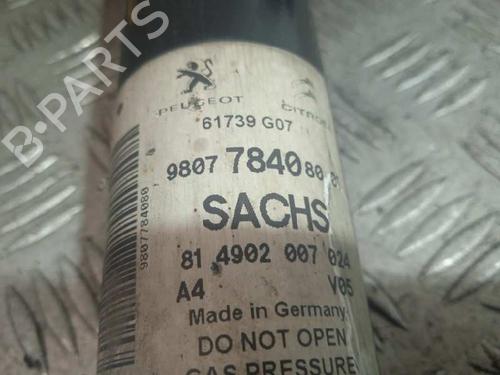 PEUGEOT CITROEN
61739 G07
9807 7840 80
SACHS
81 4902 007 024
A4 V05
Made in Germany
DO NOT OPEN
GAS PRESSURE
9807784080
B-PARTS